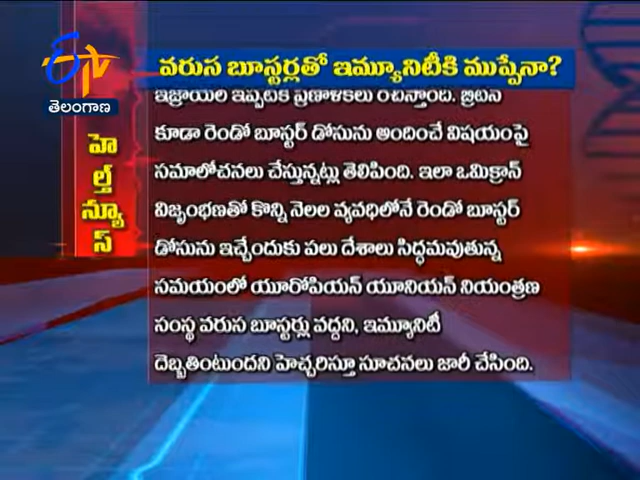 ETV
తెలంగాణ
హెల్త్ న్యూస్
వరుస బూస్టర్లతో ఇమ్యూనిటీకి ముప్పేనా?
ఇజ్రాయిల్ ఇప్పటికే ప్రణాళికలు రచిస్తోంది. బ్రిటన్
కూడా రెండో బూస్టర్ డోసును అందించే విషయంపై
సమాలోచనలు చేస్తున్నట్లు తెలిపింది. ఇలా ఒమిక్రాన్
విజృంభణతో కొన్ని నెలల వ్యవధిలోనే రెండో బూస్టర్
డోసును ఇచ్చేందుకు పలు దేశాలు సిద్ధమవుతున్న
సమయంలో యూరోపియన్ యూనియన్ నియంత్రణ
సంస్థ వరుస బూస్టర్లు వద్దని, ఇమ్యూనిటీ
దెబ్బతింటుందని హెచ్చరిస్తూ సూచనలు జారీ చేసింది.